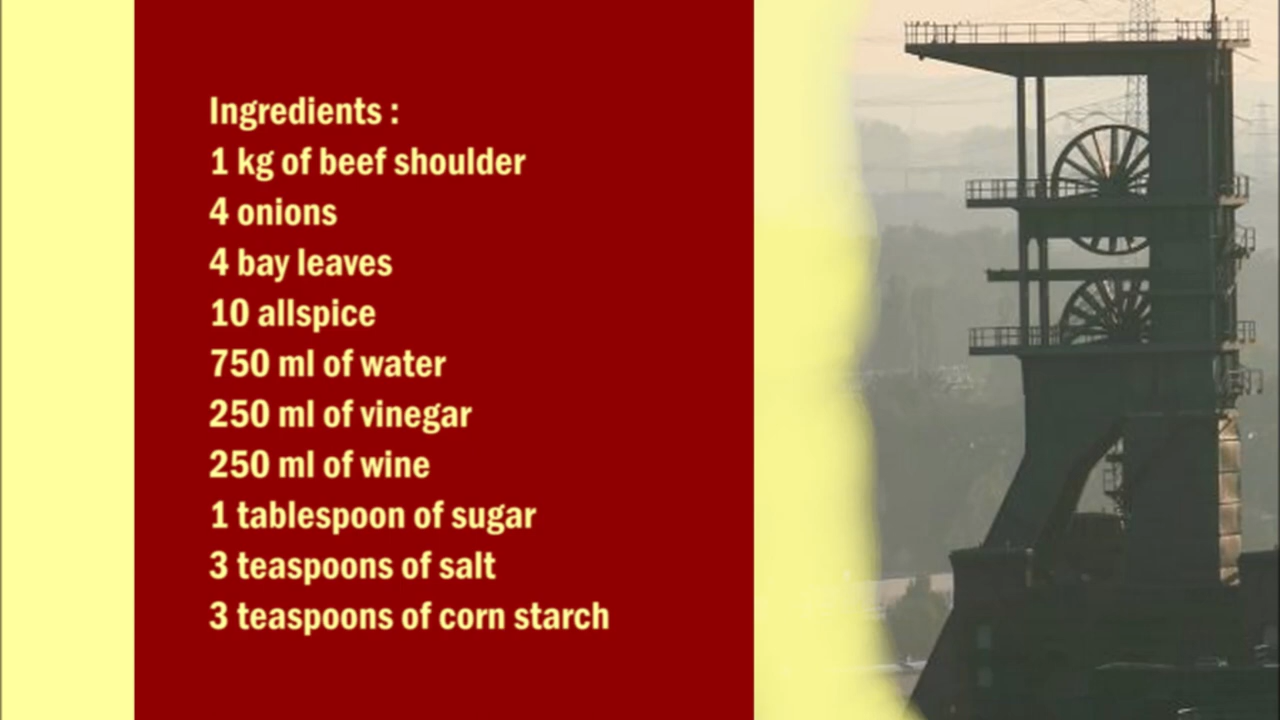 Ingredients :
1 kg of beef shoulder
4 onions
4 bay leaves
10 allspice
750 ml of water
250 ml of vinegar
250 ml of wine
1 tablespoon of sugar
3 teaspoons of salt
3 teaspoons of corn starch